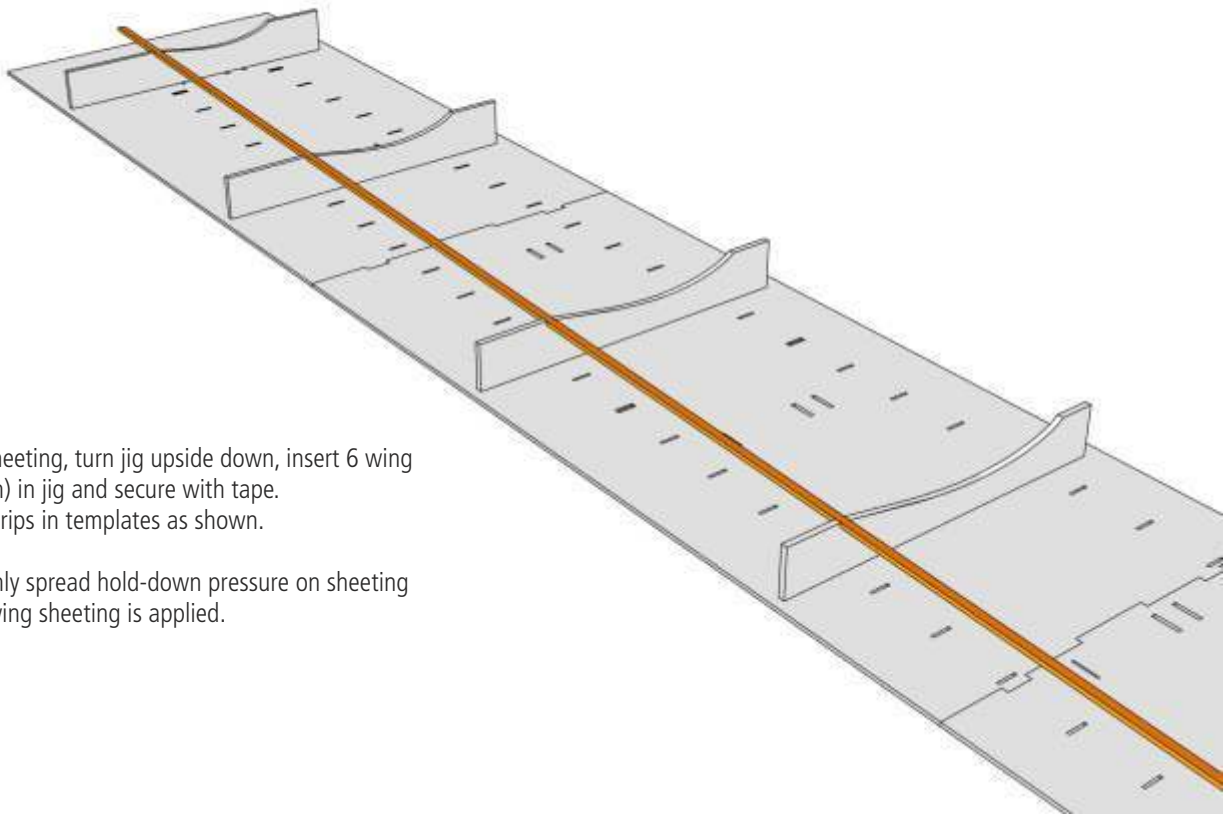 heeting, turn jig upside down, insert 6 wing
) in jig and secure with tape.
rips in templates as shown.
nly spread hold-down pressure on sheeting
ving sheeting is applied.